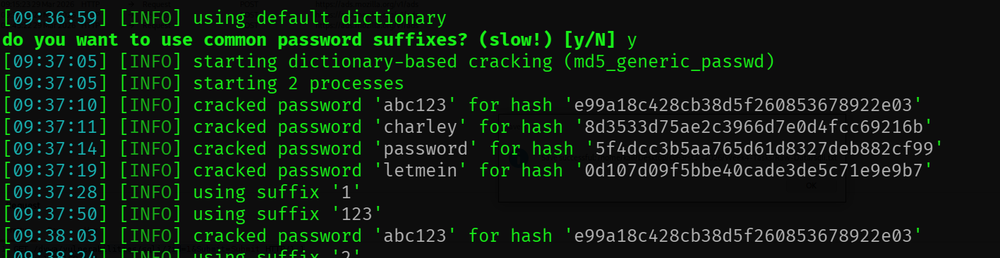 [09:36:59] [INFO] using default dictionary
do you want to use common password suffixes? (slow!) [y/N] y
[09:37:05] [INFO] starting dictionary-based cracking (md5_generic_passwd)
[09:37:05] [INFO] starting 2 processes
[09:37:10] [INFO] cracked password 'abc123' for hash 'e99a18c428cb38d5f260853678922e03'
[09:37:11] [INFO] cracked password 'charley' for hash '8d3533d75ae2c3966d7e0d4fcc69216b'
[09:37:14] [INFO] cracked password 'password' for hash '5f4dcc3b5aa765d61d8327deb882cf99'
[09:37:19] [INFO] cracked password 'letmein' for hash '0d107d09f5bbe40cade3de5c71e9e9b7'
[09:37:28] [INFO] using suffix '1'
[09:37:50] [INFO] using suffix '123'
[09:38:03] [INFO] cracked password 'abc123' for hash 'e99a18c428cb38d5f260853678922e03'
[09:38:24] [INFO] using suffix '2'